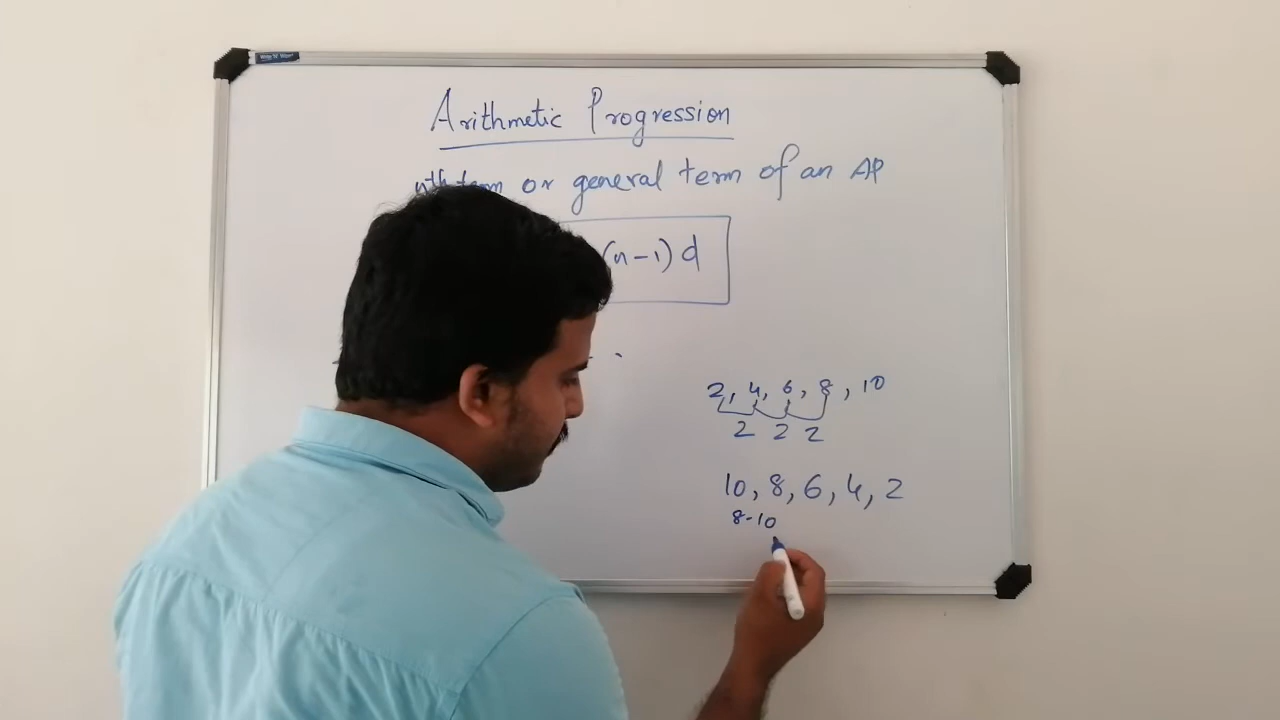 Arithmetic Progression
nth term or general term of an AP
(n-1) d
2, 4, 6, 8, 10
2 2 2
10, 8, 6, 4, 2
8-10